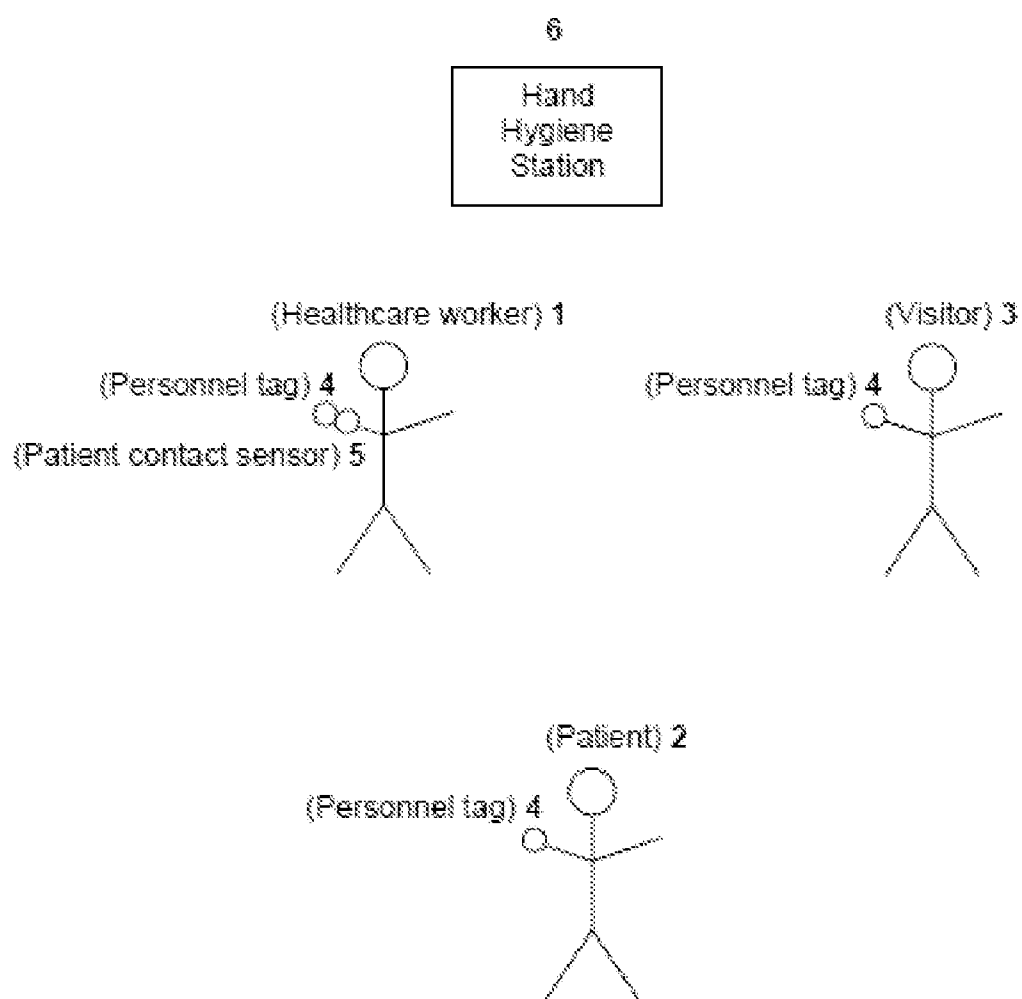 6
Hand
Hygiene
Station
(Healthcare worker) 1
(Visitor) 3
(Personnel tag) 4
(Personnel tag) 4
(Patient contact sensor) 5
(Patient) 2
(Personnel tag) 4